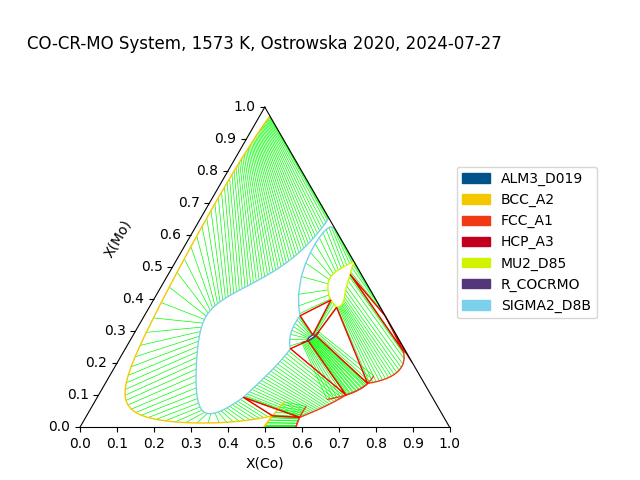 CO-CR-MO System, 1573 K, Ostrowska 2020, 2024-07-27
1.0
0.9
0.8
0.7
0.6
0.5
0.4
0.3
0.2
0.1
0.0
X(Mo)
0.0 0.1 0.2 0.3 0.4 0.5 0.6 0.7 0.8 0.9 1.0
X(Co)
ALM3_D019
BCC_A2
FCC_A1
HCP_A3
MU2_D85
R_COCRMO
SIGMA2_D8B